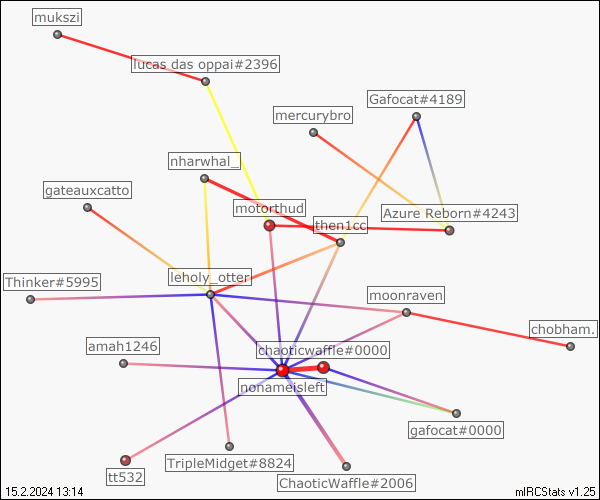 mukszi
lucas das oppai#2396
Gafocat#4189
mercurybro
nharwhal_
gateauxcatto
motorthud
Azure Reborn#4243
then1cc
leholy_otter
Thinker#5995
moonraven
chobham.
amah1246
chaoticwaffle#0000
nonameisleft
gafocat#0000
TripleMidget#8824
tt532
ChaoticWaffle#2006
15.2.2024 13:14
mIRCStats v1.25